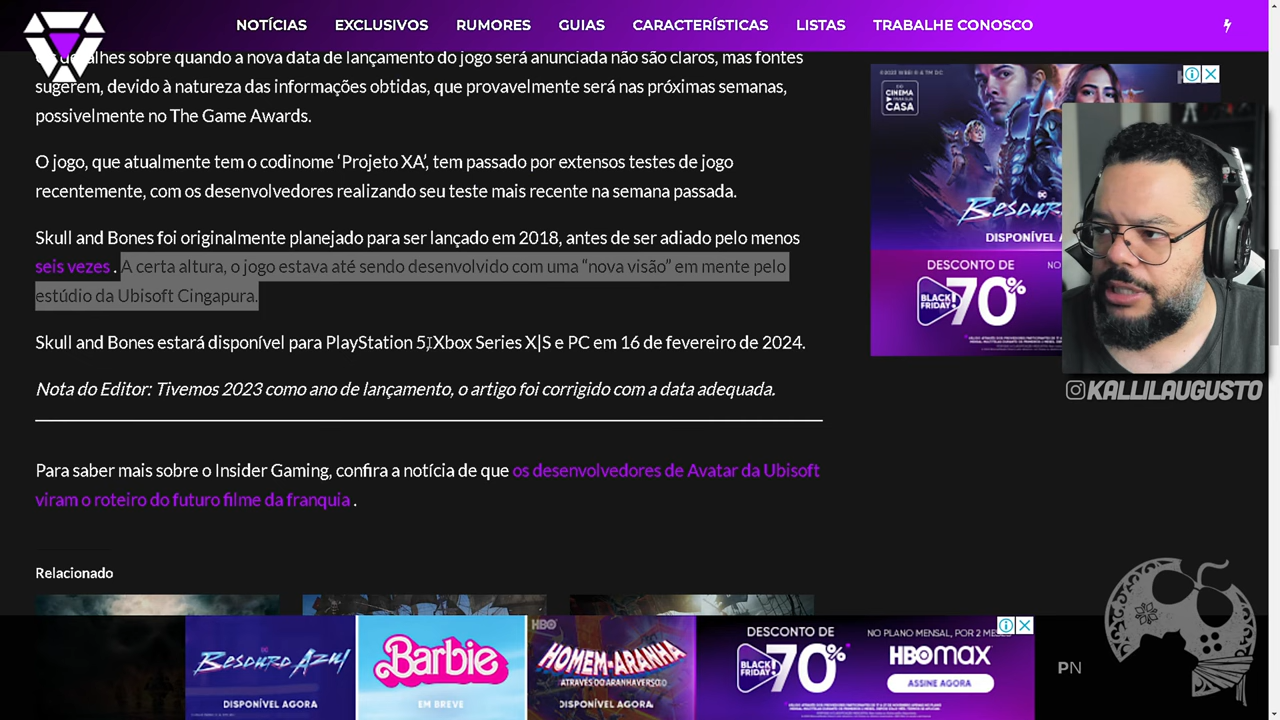 NOTÍCIAS EXCLUSIVOS RUMORES GUIAS CARACTERÍSTICAS LISTAS TRABALHE CONOSCO
detalhes sobre quando a nova data de lançamento do jogo será anunciada não são claros, mas fontes
sugerem, devido à natureza das informações obtidas, que provavelmente será nas próximas semanas,
possivelmente no The Game Awards.
O jogo, que atualmente tem o codinome ‘Projeto XA’, tem passado por extensos testes de jogo
recentemente, com os desenvolvedores realizando seu teste mais recente na semana passada.
Skull and Bones foi originalmente planejado para ser lançado em 2018, antes de ser adiado pelo menos
seis vezes . A certa altura, o jogo estava até sendo desenvolvido com uma “nova visão” em mente pelo
estúdio da Ubisoft Cingapura.
Skull and Bones estará disponível para PlayStation 5, Xbox Series X|S e PC em 16 de fevereiro de 2024.
Nota do Editor: Tivemos 2023 como ano de lançamento, o artigo foi corrigido com a data adequada.
Para saber mais sobre o Insider Gaming, confira a notícia de que os desenvolvedores de Avatar da Ubisoft
viram o roteiro do futuro filme da franquia .
Relacionado
CINEMA
PARA SUA
CASA
DC
DISPONÍVEL
DESCONTO DE NO
BLACK
FRIDAY 70%
KALLILAUGUSTO
BESOURO AZUL
DISPONÍVEL AGORA
Barbie
EM BREVE
HBO
HOMEM-ARANHA
ATRAVÉS DO ARANHAVERSO
DISPONÍVEL AGORA
DESCONTO DE
BLACK
FRIDAY 70%
NO PLANO MENSAL, POR 2 MESES
HBOMAX
ASSINE AGORA
PN